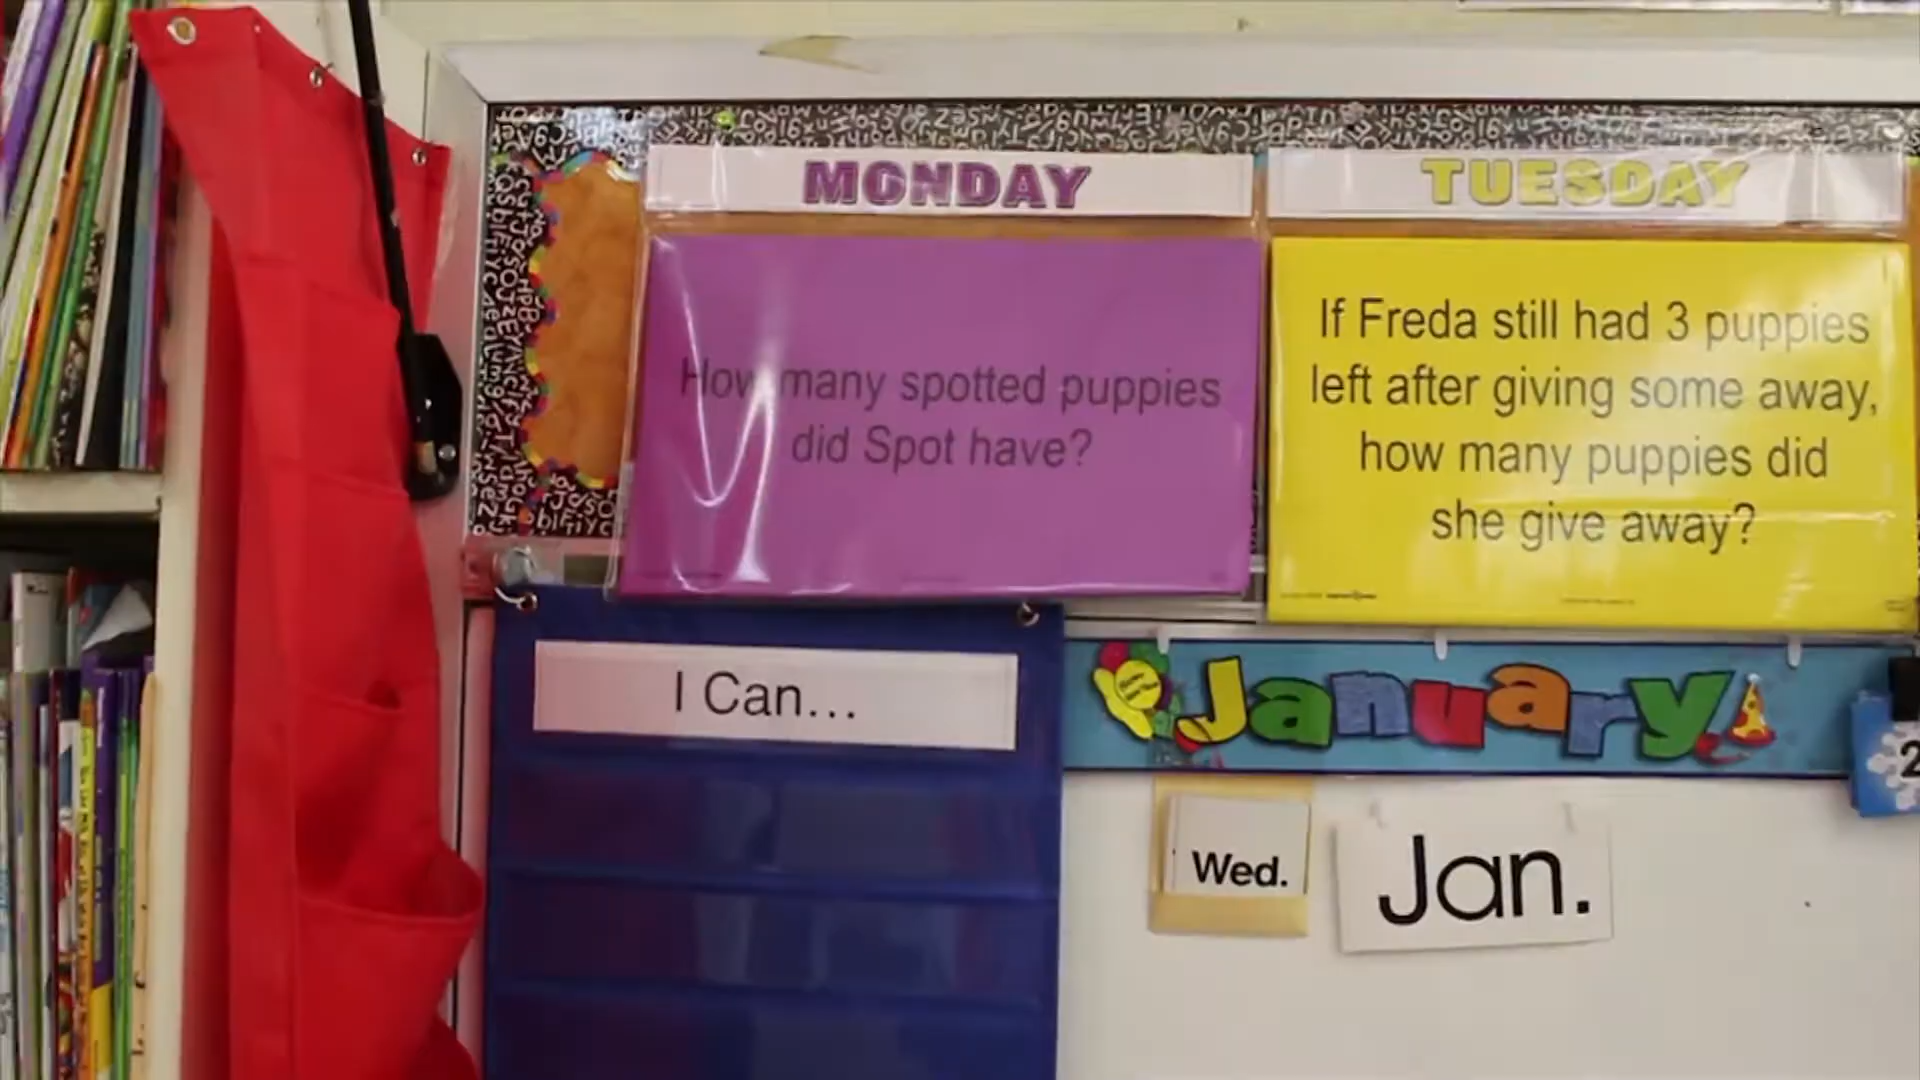 MONDAY
TUESDAY
How many spotted puppies
did Spot have?
If Freda still had 3 puppies
left after giving some away,
how many puppies did
she give away?
I Can...
January
2
Wed.
Jan.